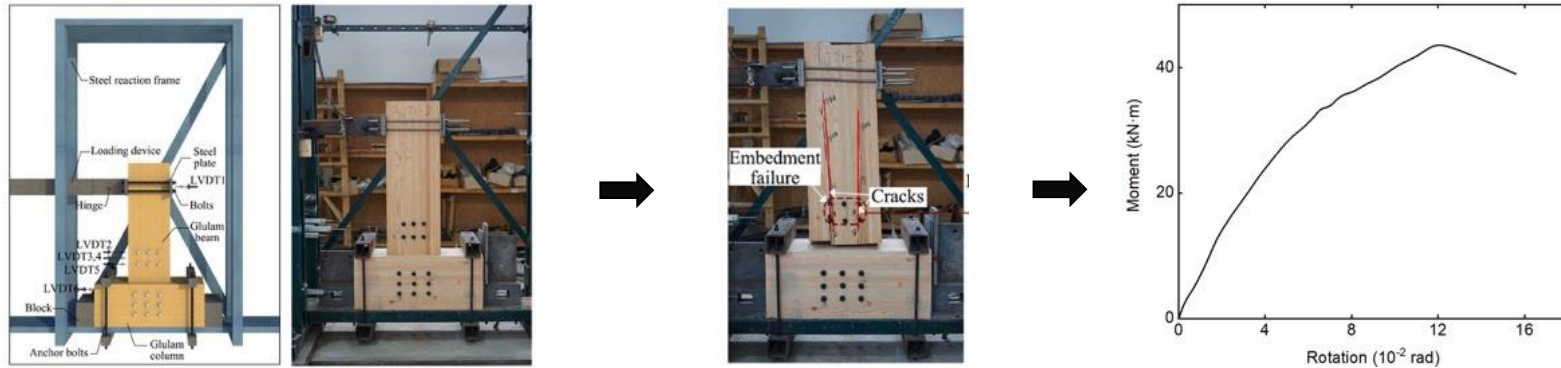 Steel reaction frame
Loading device
Steel
plate
LVDT1
Hinge
Bolts
Glulam
beam
LVDT2
LVDT3,4
LVDT5
LVDT6
Block
Anchor bolts
Glulam
column
Embedment
failure
Cracks
Moment (kN·m)
40
20
0
0
4
8
12
16
Rotation (10⁻² rad)